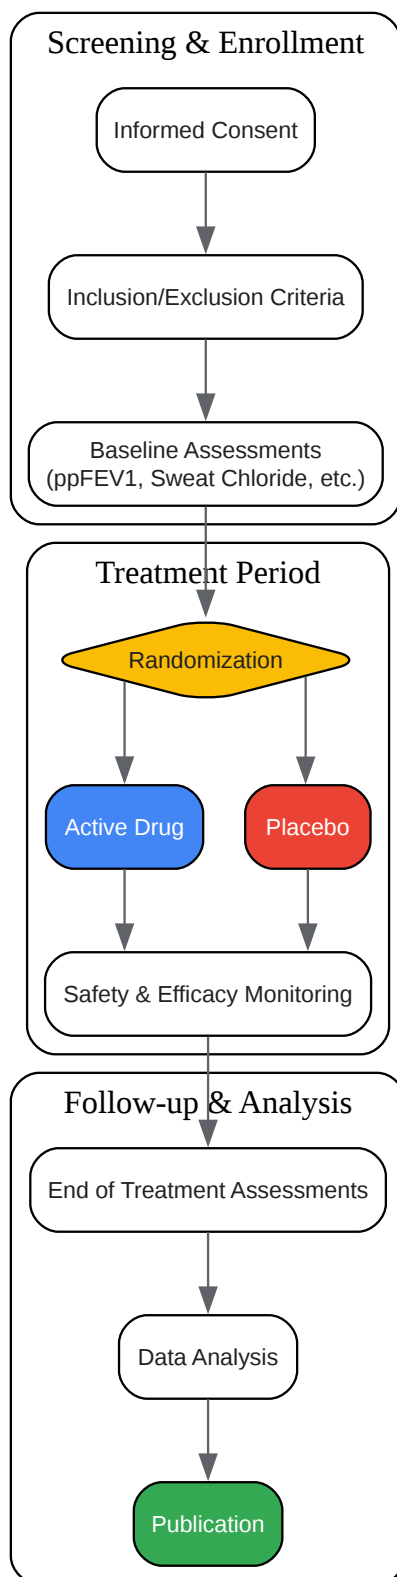 Screening & Enrollment
Informed Consent
Inclusion/Exclusion Criteria
Baseline Assessments
(ppFEV1, Sweat Chloride, etc.)
Treatment Period
Randomization
Active Drug
Placebo
Safety & Efficacy Monitoring
Follow-up & Analysis
End of Treatment Assessments
Data Analysis
Publication